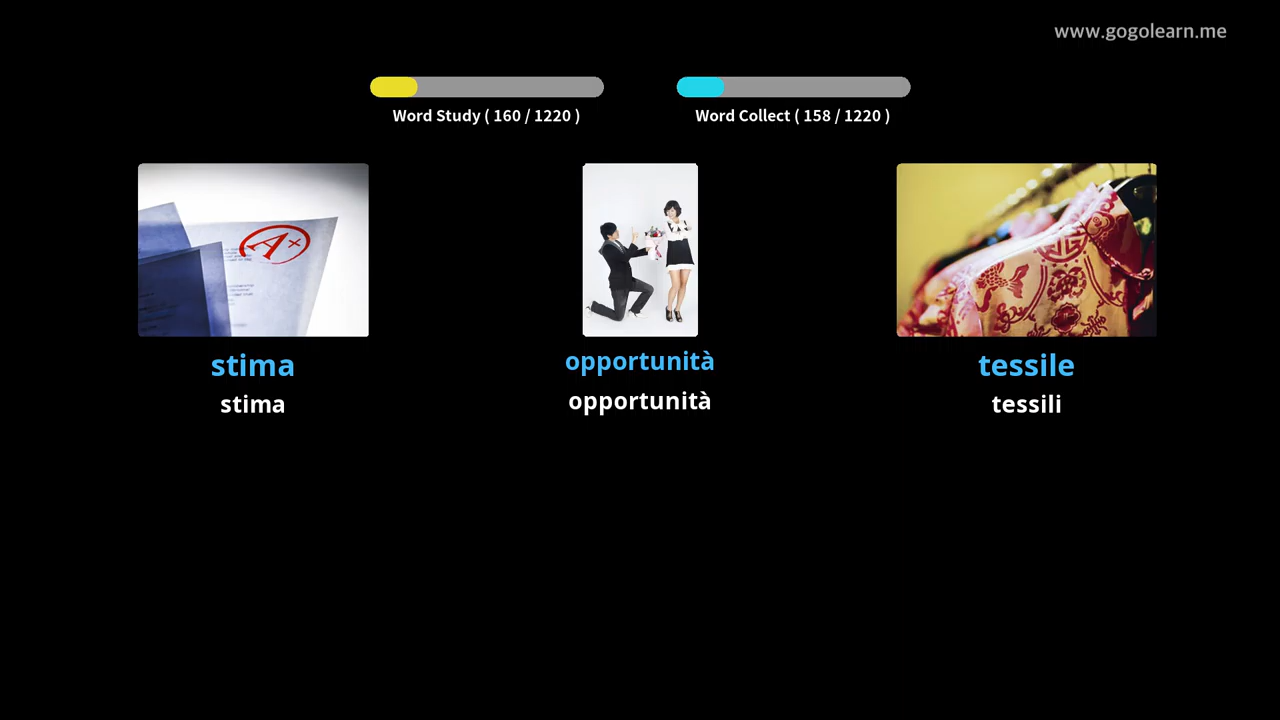 www.gogolearn.me
Word Study ( 160 / 1220 )
Word Collect ( 158 / 1220 )
A+
stima
opportunità
tessile
stima
opportunità
tessili